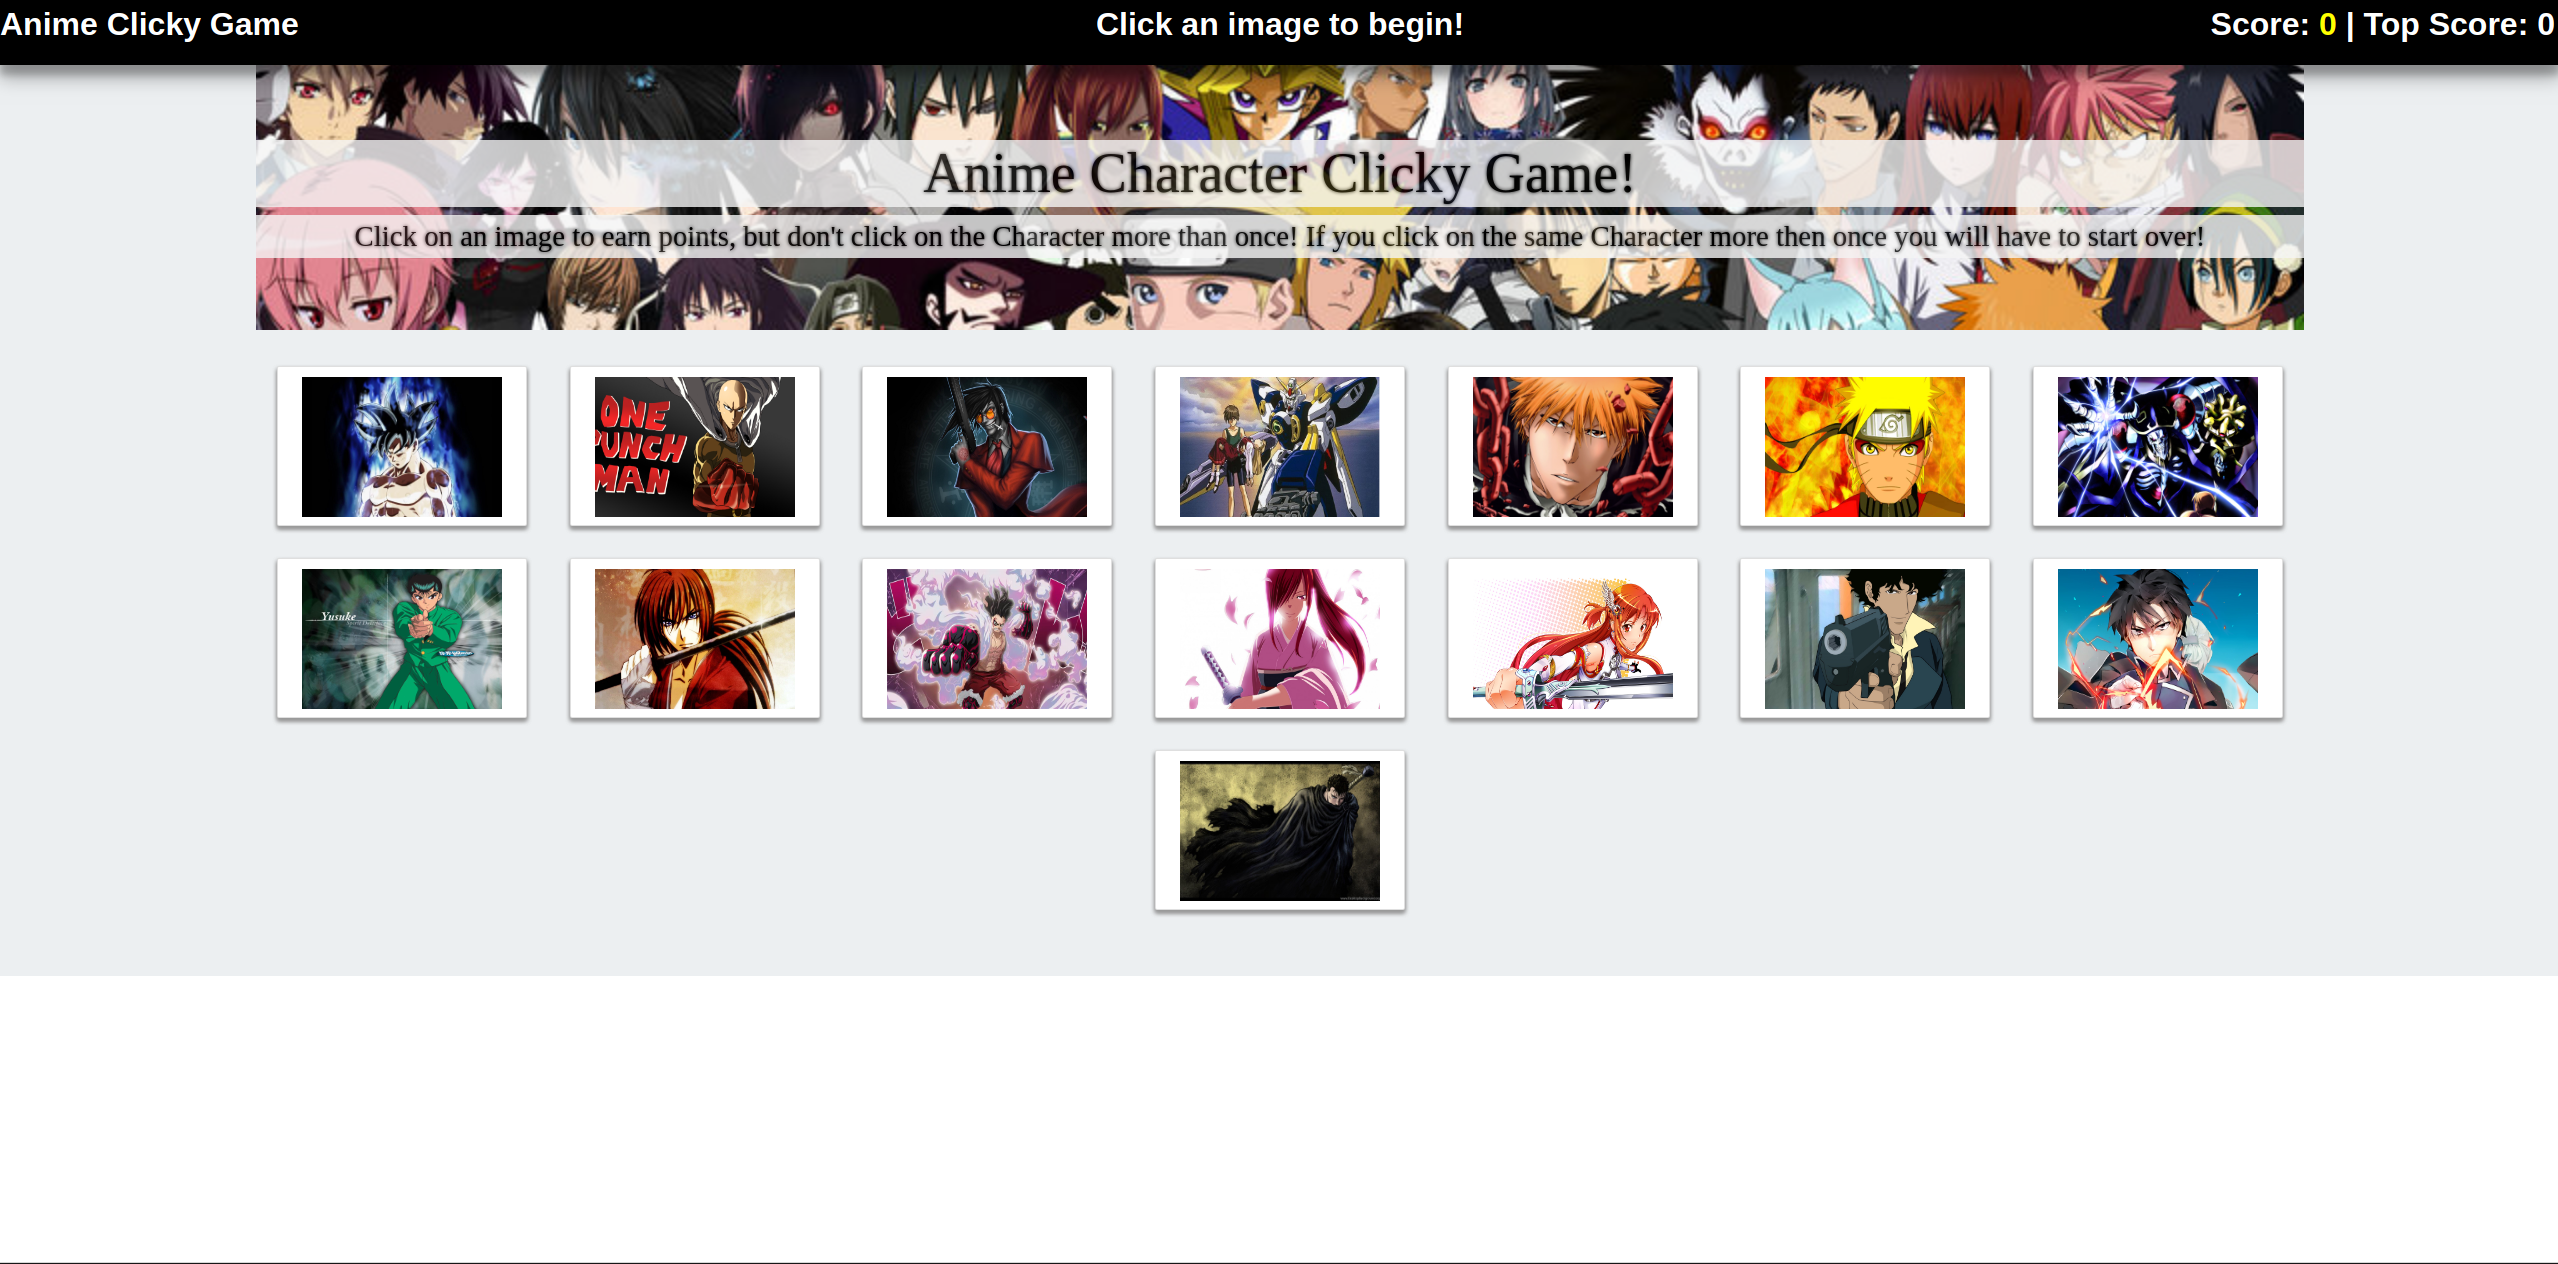 Anime Clicky Game
Click an image to begin!
Score: 0 | Top Score: 0
Anime Character Clicky Game!
Click on an image to earn points, but don't click on the Character more than once! If you click on the same Character more then once you will have to start over!
ONE
PUNCH
MAN
Yusuke